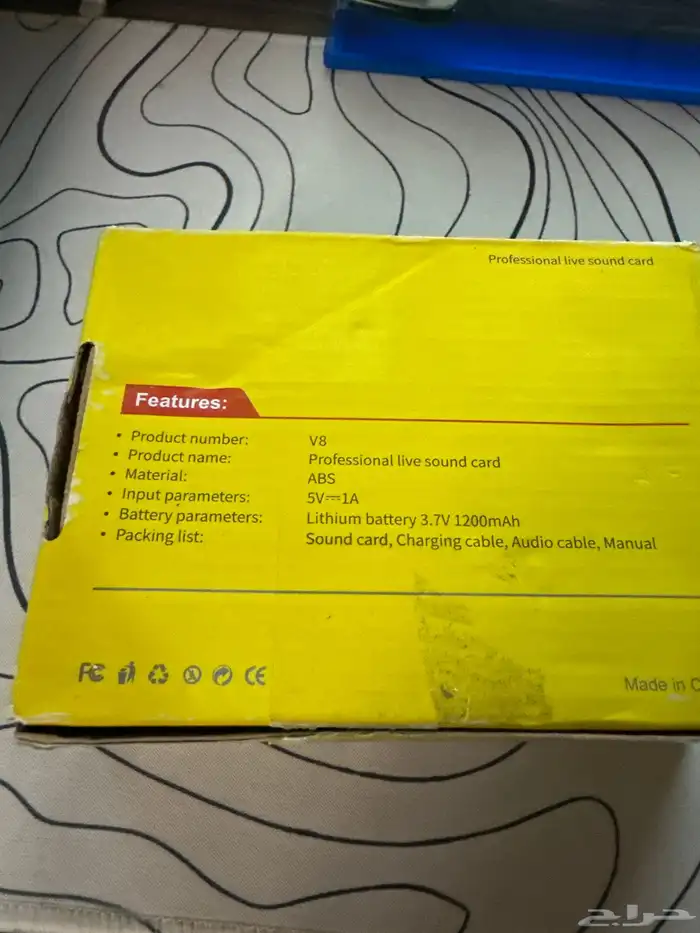 Professional live sound card
Features:
• Product number: V8
• Product name: Professional live sound card
• Material: ABS
• Input parameters: 5V⎓1A
• Battery parameters: Lithium battery 3.7V 1200mAh
• Packing list: Sound card, Charging cable, Audio cable, Manual
FC CE
Made in C
حراج